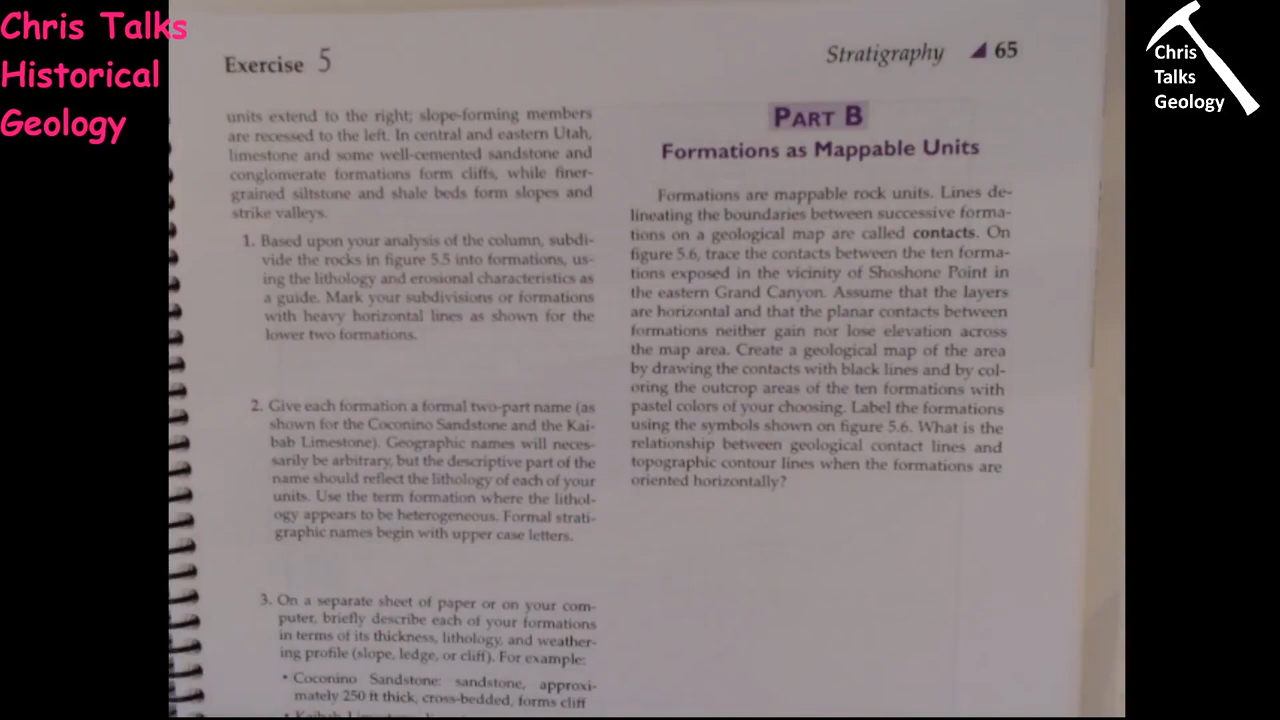 Chris Talks
Historical
Geology
Chris
Talks
Geology
Exercise 5
Stratigraphy 65
units extend to the right; slope-forming members
are recessed to the left. In central and eastern Utah,
limestone and some well-cemented sandstone and
conglomerate formations form cliffs, while finer-
grained siltstone and shale beds form slopes and
strike valleys.
1. Based upon your analysis of the column, subdi-
vide the rocks in figure 5.5 into formations, us-
ing the lithology and erosional characteristics as
a guide. Mark your subdivisions or formations
with heavy horizontal lines as shown for the
lower two formations.
2. Give each formation a formal two-part name (as
shown for the Coconino Sandstone and the Kai-
bab Limestone). Geographic names will neces-
sarily be arbitrary, but the descriptive part of the
name should reflect the lithology of each of your
units. Use the term formation where the lithol-
ogy appears to be heterogeneous. Formal strati-
graphic names begin with upper case letters.
3. On a separate sheet of paper or on your com-
puter, briefly describe each of your formations
in terms of its thickness, lithology, and weather-
ing profile (slope, ledge, or cliff). For example:
• Coconino Sandstone: sandstone, approxi-
mately 250 ft thick, cross-bedded, forms cliff
PART B
Formations as Mappable Units
Formations are mappable rock units. Lines de-
lineating the boundaries between successive forma-
tions on a geological map are called contacts. On
figure 5.6, trace the contacts between the ten forma-
tions exposed in the vicinity of Shoshone Point in
the eastern Grand Canyon. Assume that the layers
are horizontal and that the planar contacts between
formations neither gain nor lose elevation across
the map area. Create a geological map of the area
by drawing the contacts with black lines and by col-
oring the outcrop areas of the ten formations with
pastel colors of your choosing. Label the formations
using the symbols shown on figure 5.6. What is the
relationship between geological contact lines and
topographic contour lines when the formations are
oriented horizontally?